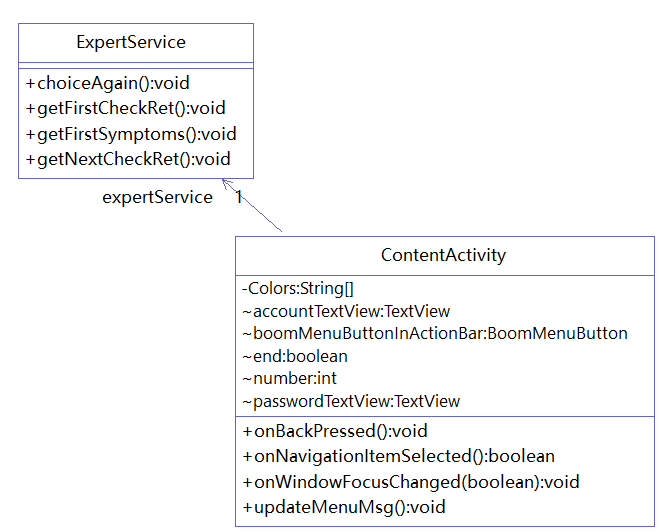 ExpertService
+choiceAgain():void
+getFirstCheckRet():void
+getFirstSymptoms():void
+getNextCheckRet():void
expertService 1
ContentActivity
-Colors:String[]
~accountTextView:TextView
~boomMenuButtonInActionBar:BoomMenuButton
~end:boolean
~number:int
~passwordTextView:TextView
+onBackPressed():void
+onNavigationItemSelected():boolean
+onWindowFocusChanged(boolean):void
+updateMenuMsg():void